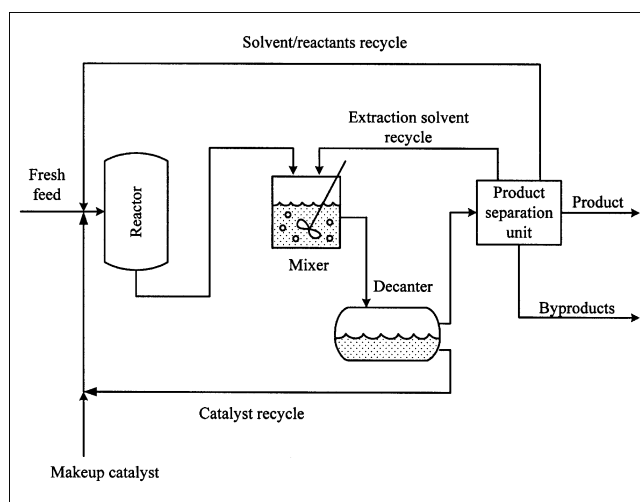 Solvent/reactants recycle
Extraction solvent
recycle
Fresh
feed
Reactor
Product
separation
unit
Product
Mixer
Decanter
Byproducts
Catalyst recycle
Makeup catalyst